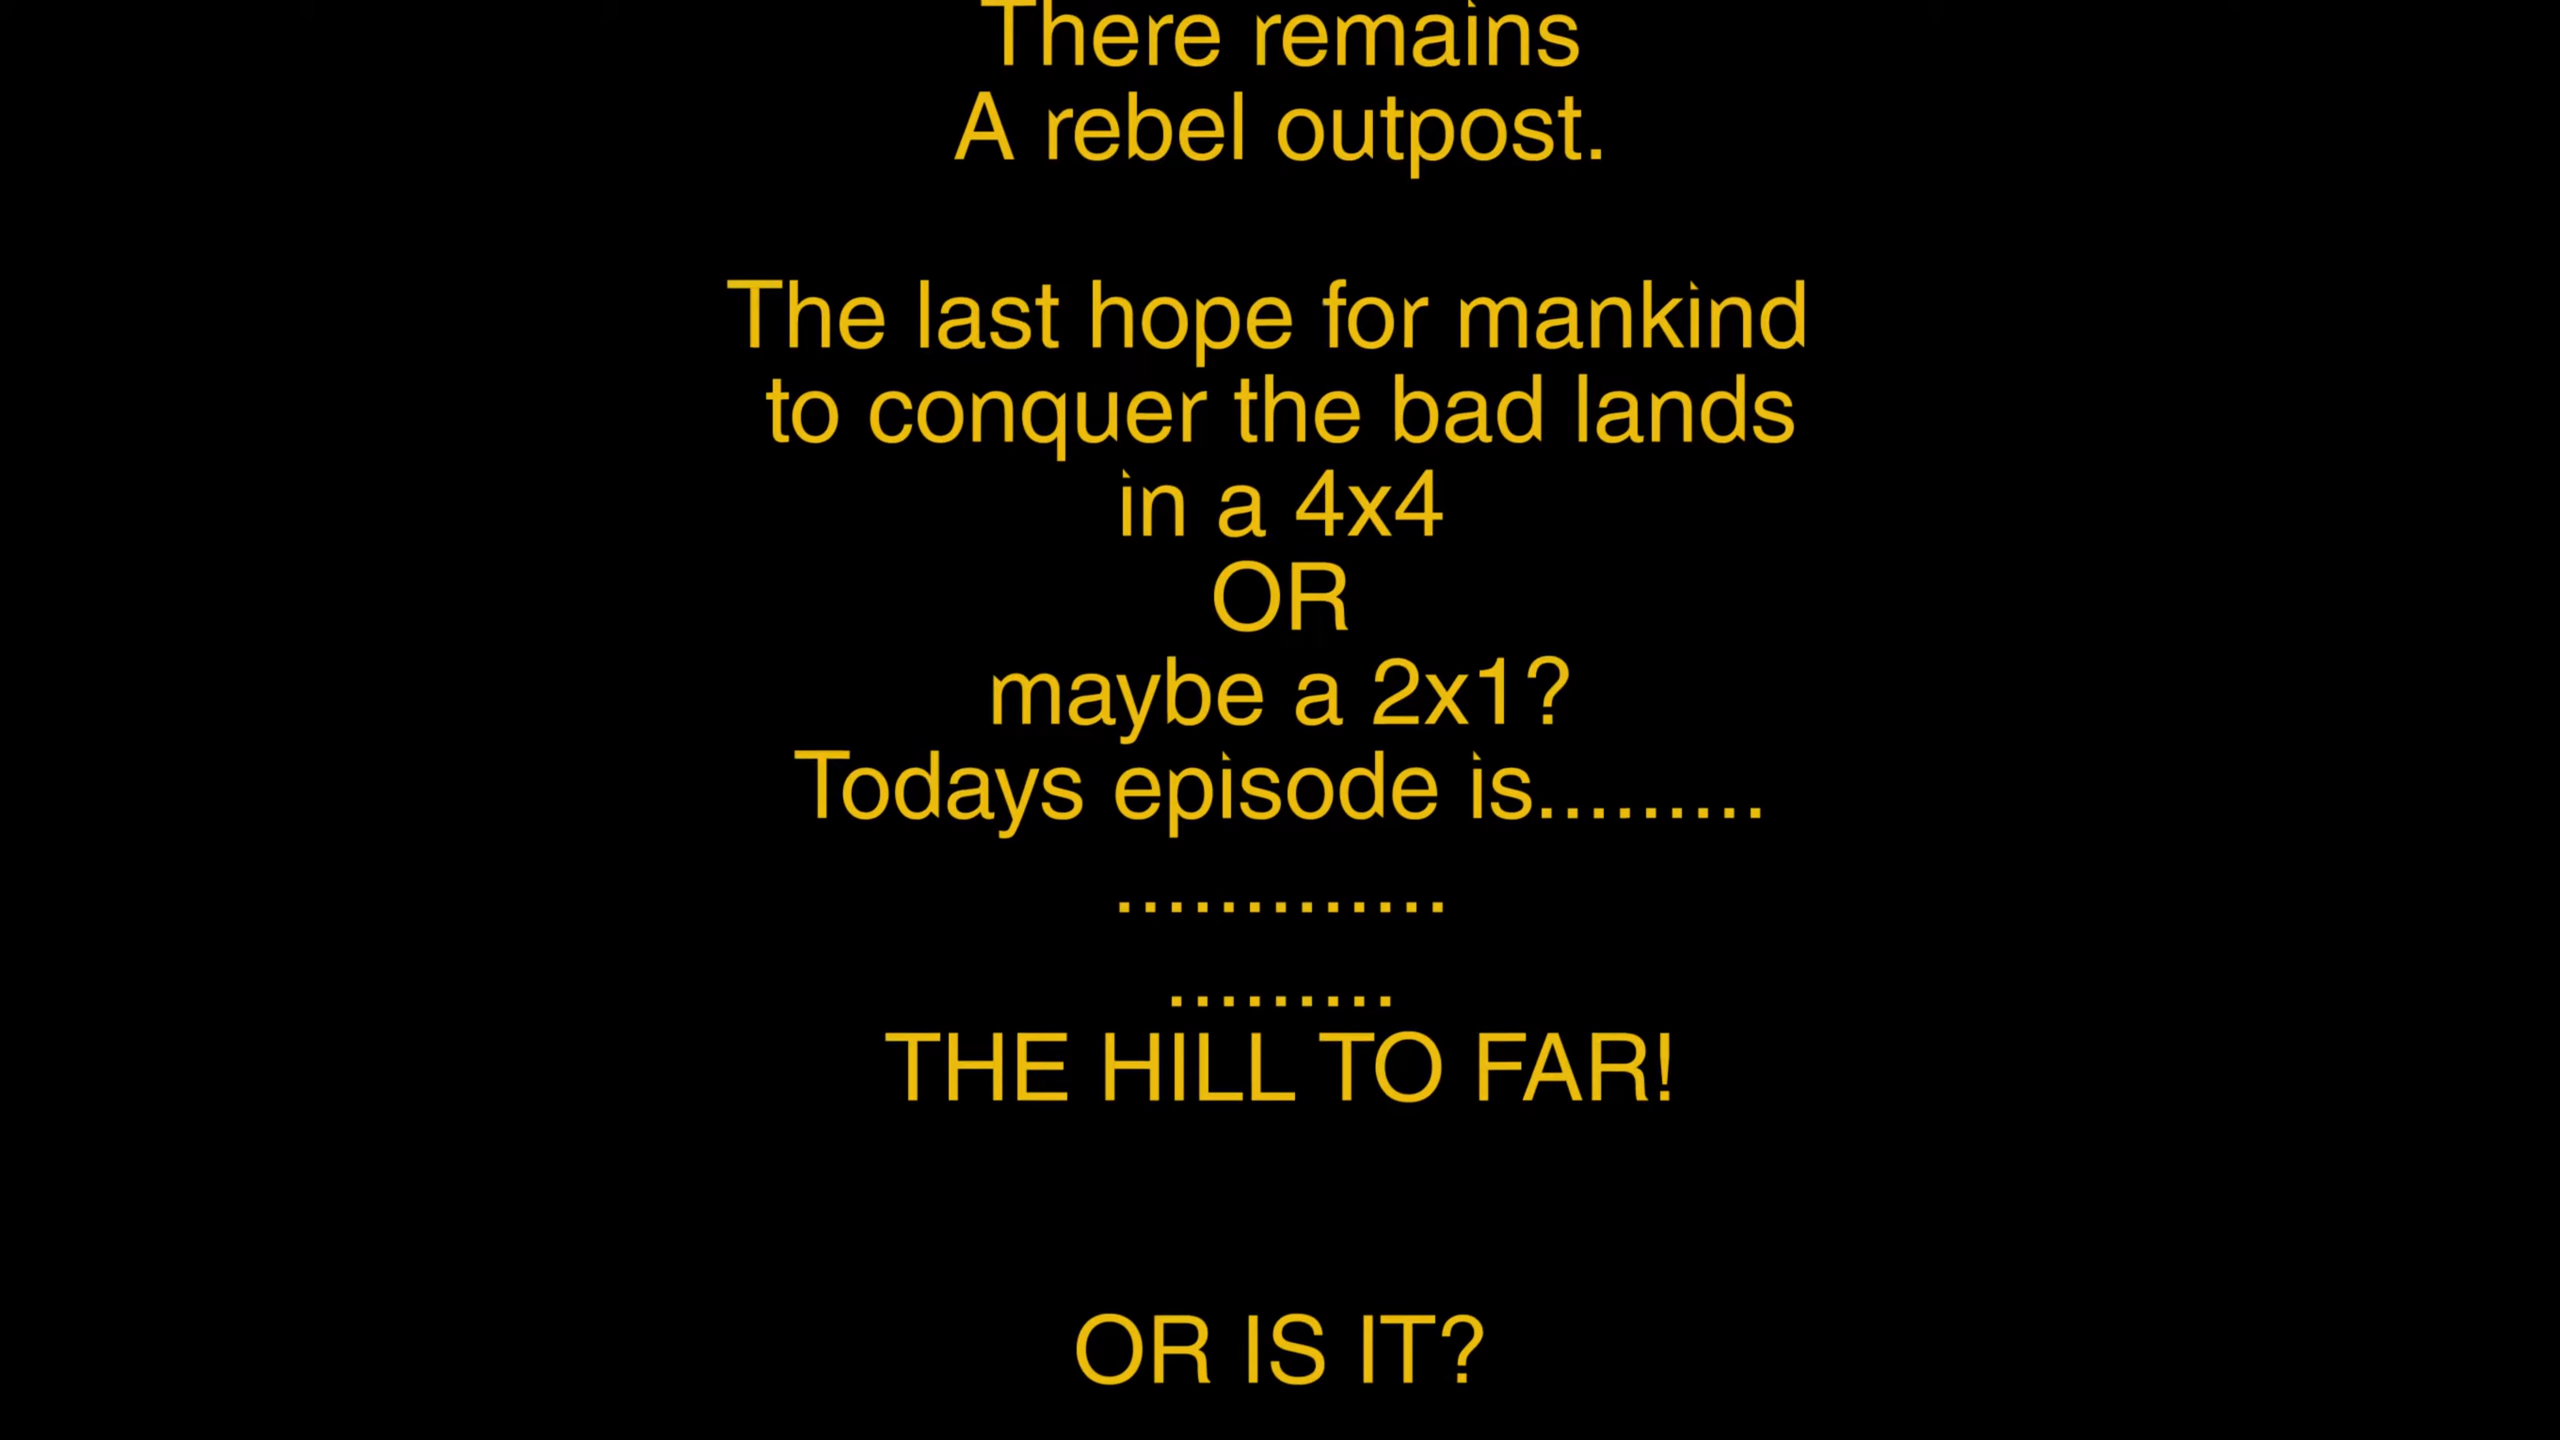 There remains
A rebel outpost.
The last hope for mankind
to conquer the bad lands
in a 4x4
OR
maybe a 2x1?
Todays episode is.........
.............
.........
THE HILL TO FAR!
OR IS IT?